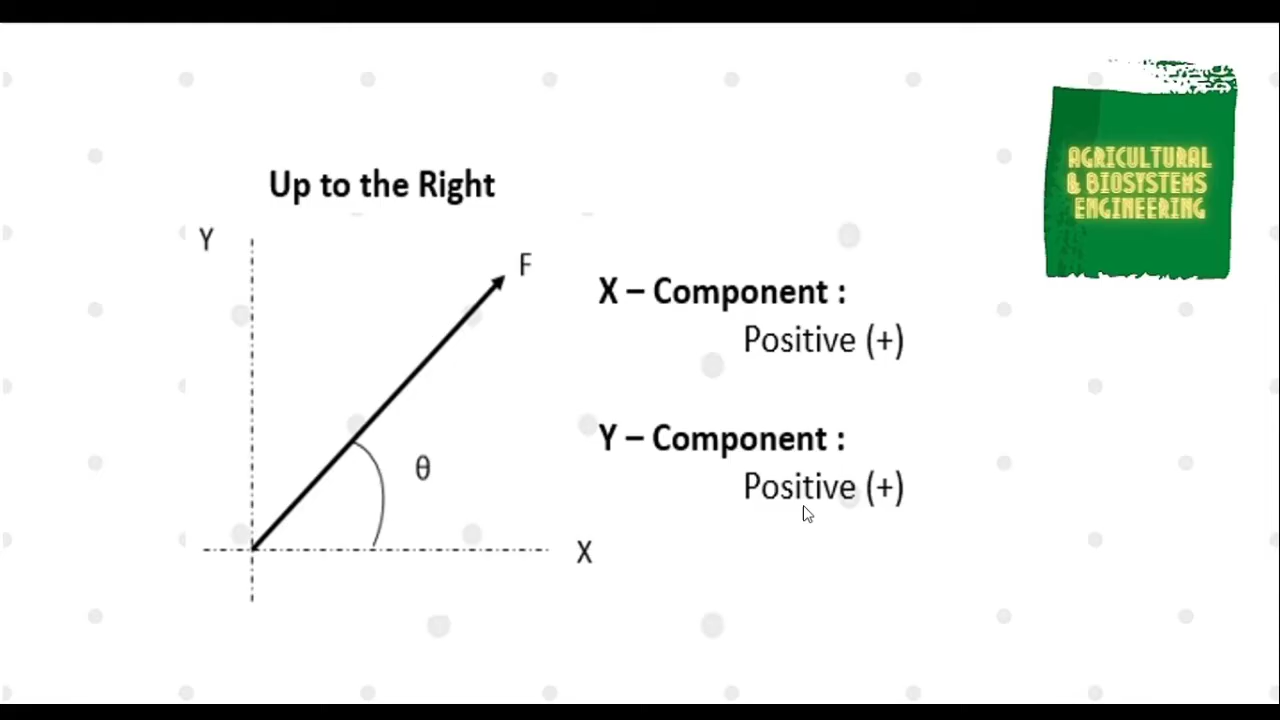 Up to the Right
Y
F
θ
X
X – Component :
Positive (+)
Y – Component :
Positive (+)
AGRICULTURAL
& BIOSYSTEMS
ENGINEERING